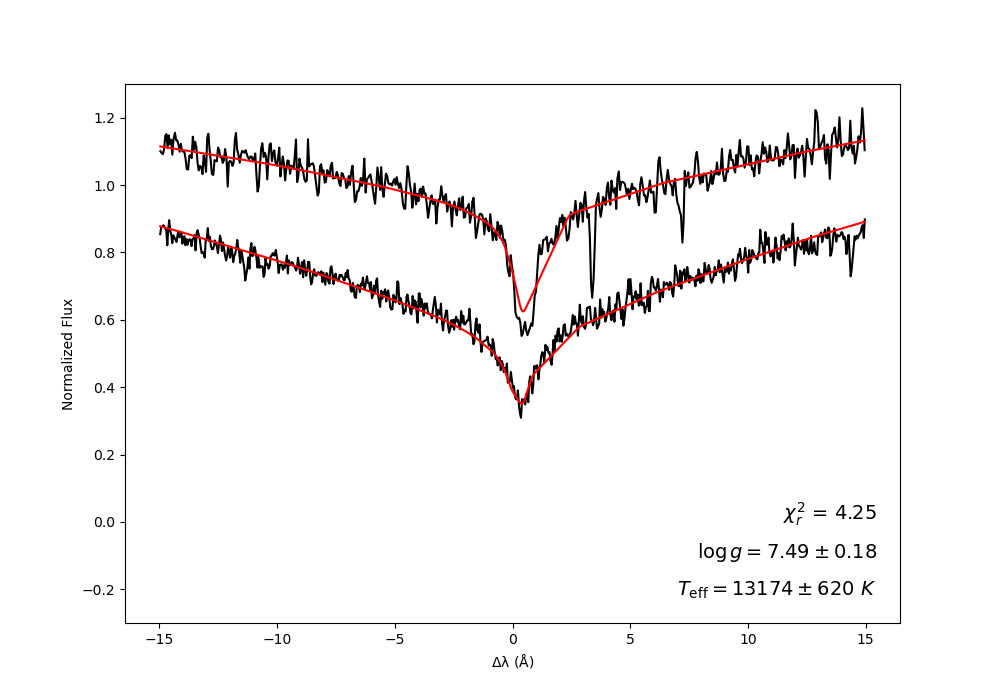 1.2
1.0
0.8
0.6
0.4
0.2
0.0
−0.2
Normalized Flux
χ²ᵣ = 4.25
log g = 7.49 ± 0.18
T_eff = 13174 ± 620 K
−15 −10 −5 0 5 10 15
Δλ (Å)